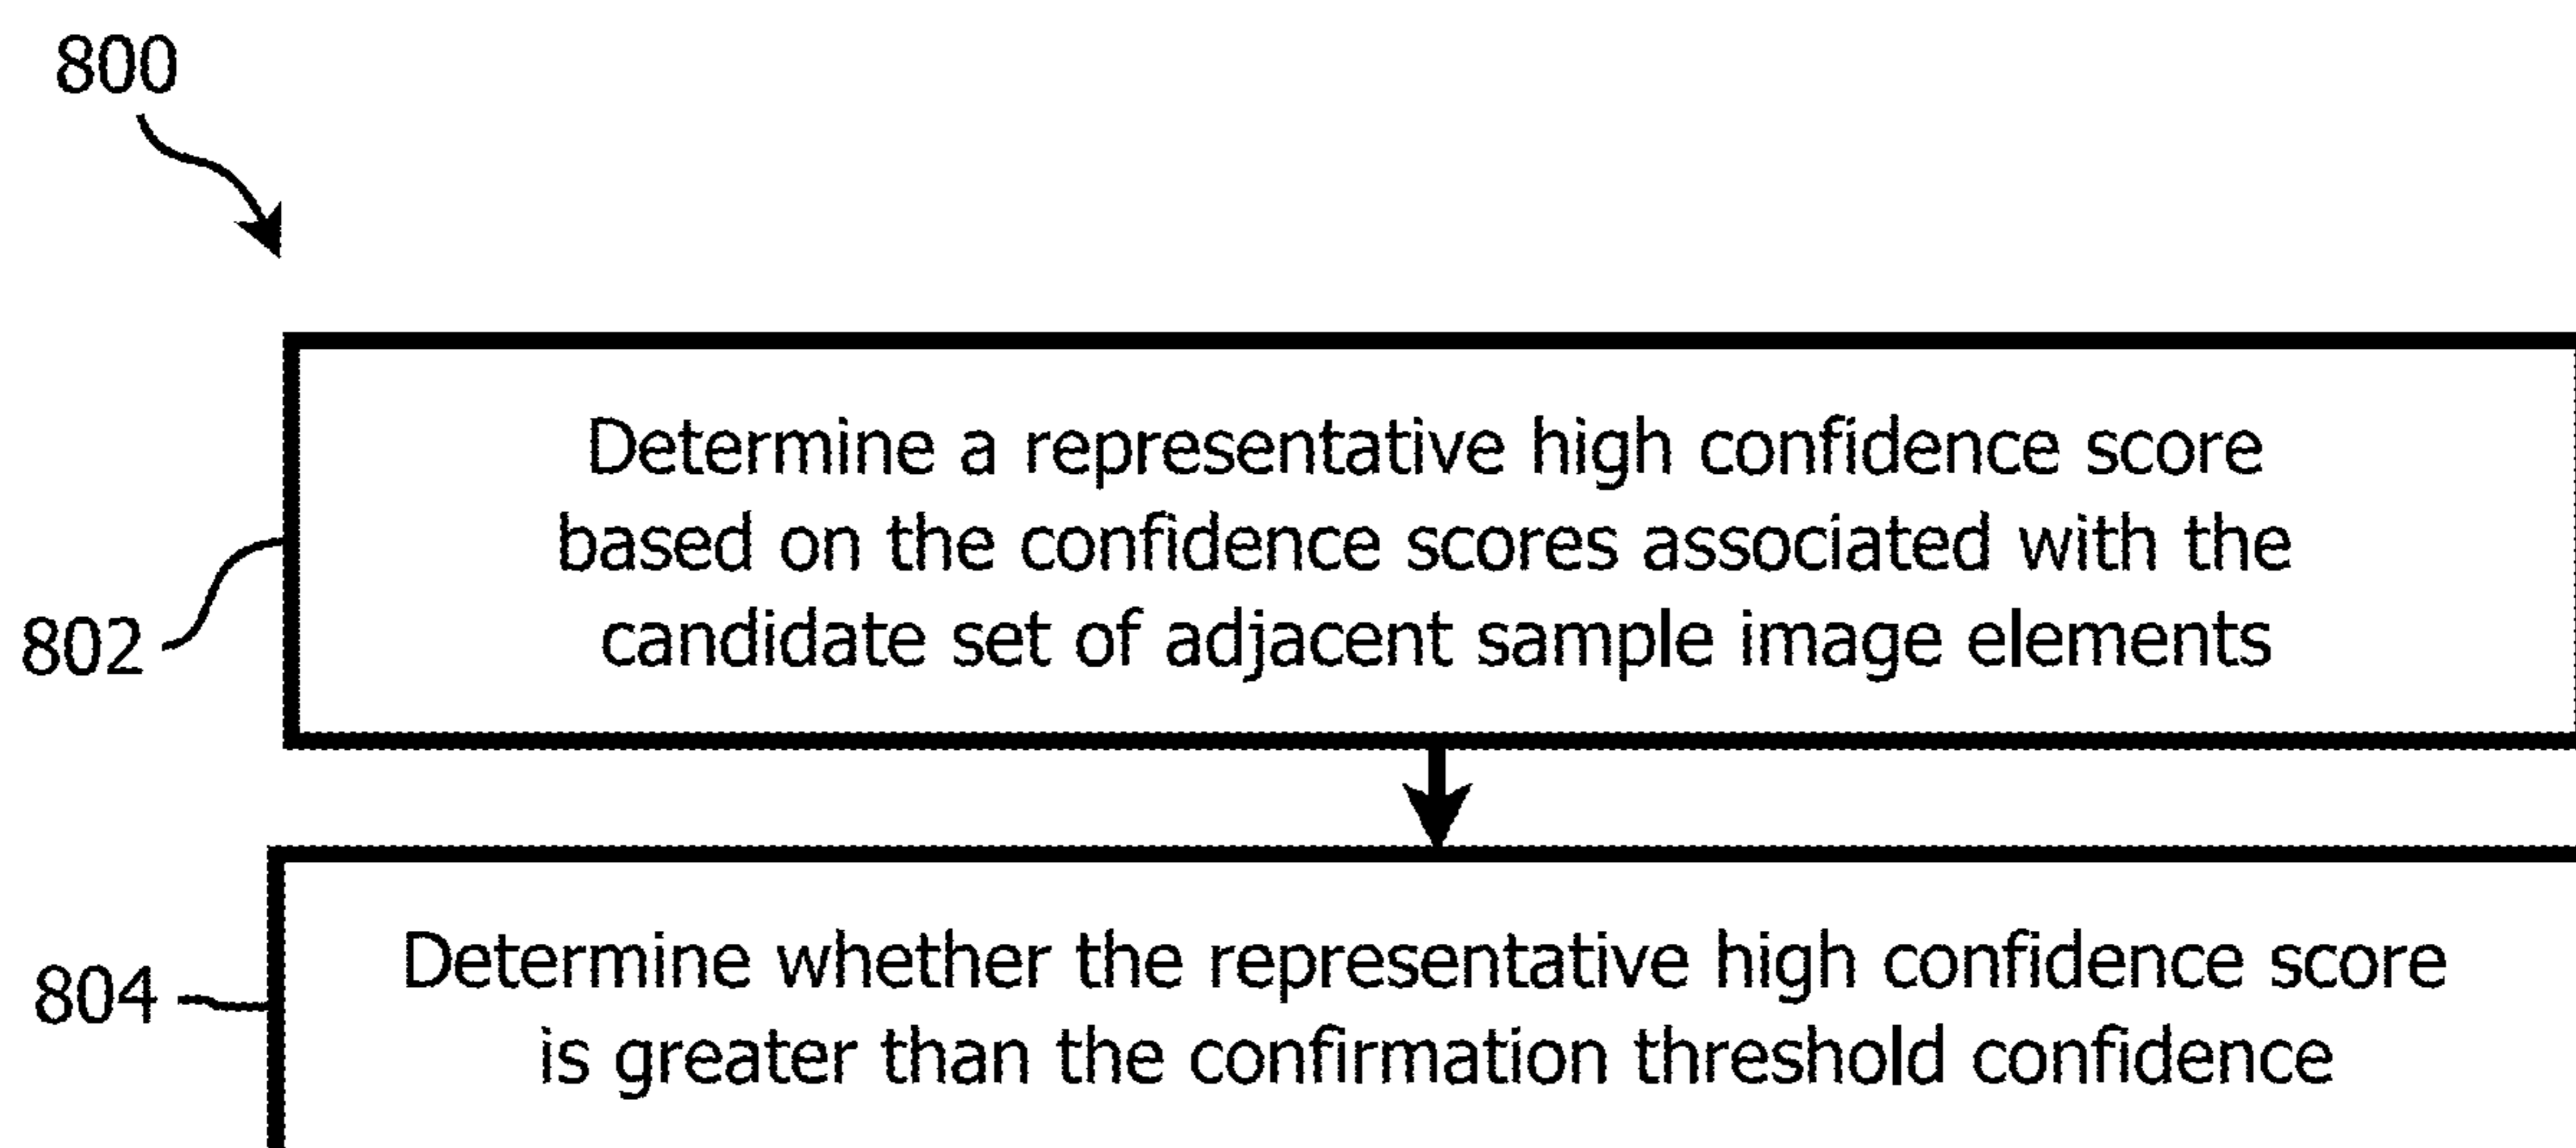 800
Determine a representative high confidence score
based on the confidence scores associated with the
candidate set of adjacent sample image elements
802
Determine whether the representative high confidence score
804
is greater than the confirmation threshold confidence